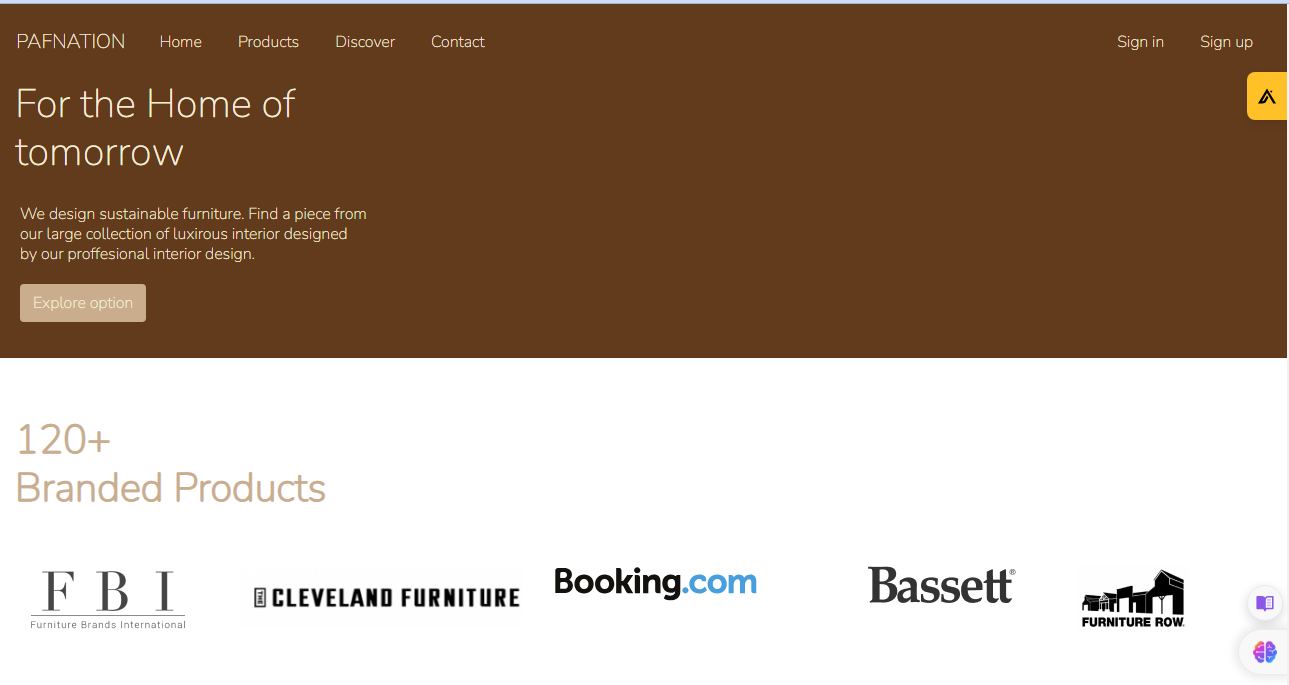 PAFNATION Home Products Discover Contact Sign in Sign up
For the Home of
tomorrow
We design sustainable furniture. Find a piece from
our large collection of luxirous interior designed
by our proffesional interior design.
Explore option
120+
Branded Products
FBI
Furniture Brands International
THE CLEVELAND FURNITURE
Booking.com
Bassett®
FURNITURE ROW.